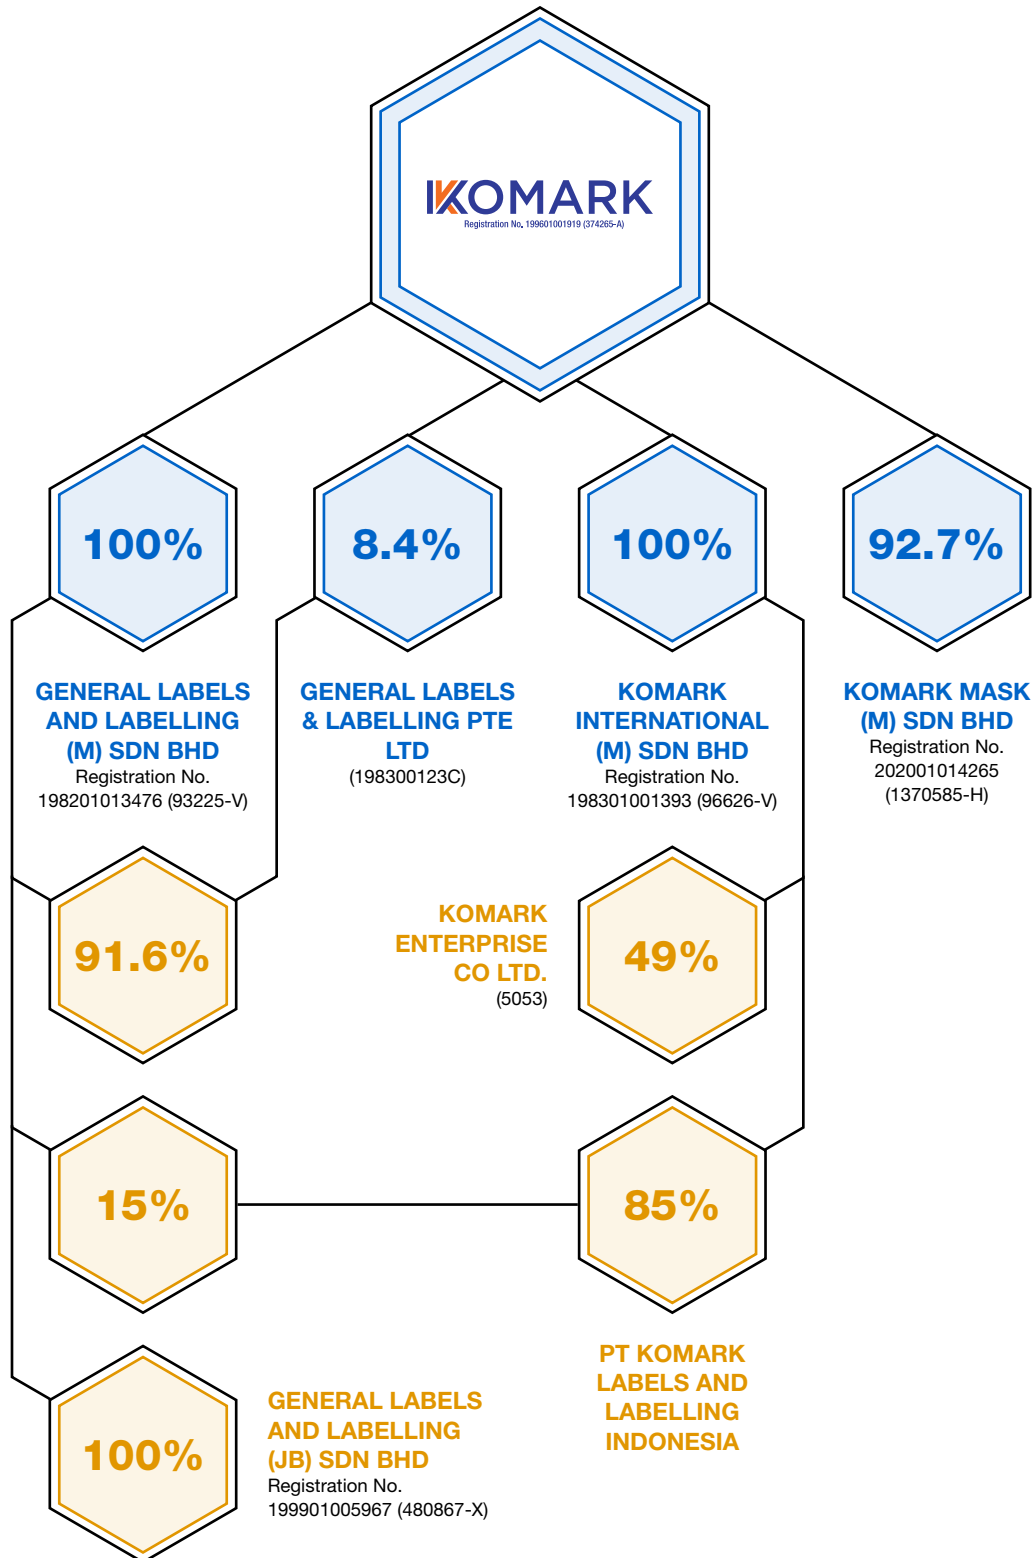 KOMARK
Registration No. 199601001919 (374265-A)
100%
8.4%
100%
92.7%
GENERAL LABELS
AND LABELLING
(M) SDN BHD
Registration No.
198201013476 (93225-V)
GENERAL LABELS
& LABELLING PTE
LTD
(198300123C)
KOMARK
INTERNATIONAL
(M) SDN BHD
Registration No.
198301001393 (96626-V)
KOMARK MASK
(M) SDN BHD
Registration No.
202001014265
(1370585-H)
91.6%
KOMARK
ENTERPRISE
CO LTD.
(5053)
49%
15%
85%
PT KOMARK
LABELS AND
LABELLING
INDONESIA
100%
GENERAL LABELS
AND LABELLING
(JB) SDN BHD
Registration No.
199901005967 (480867-X)